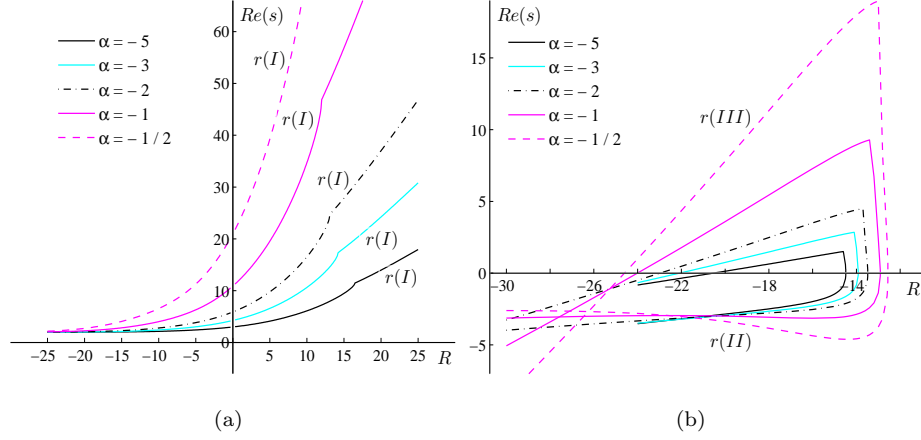 Re(s)
60
50
40
30
20
10
0
−25
−20
−15
−10
−5
5
10
15
20
25
R
α = − 5
α = − 3
α = − 2
α = − 1
α = − 1 / 2
r(I)
r(I)
r(I)
r(I)
r(I)
(a)
Re(s)
15
10
5
0
−5
−30
−26
−22
−18
−14
R
α = − 5
α = − 3
α = − 2
α = − 1
α = − 1 / 2
r(III)
r(II)
(b)